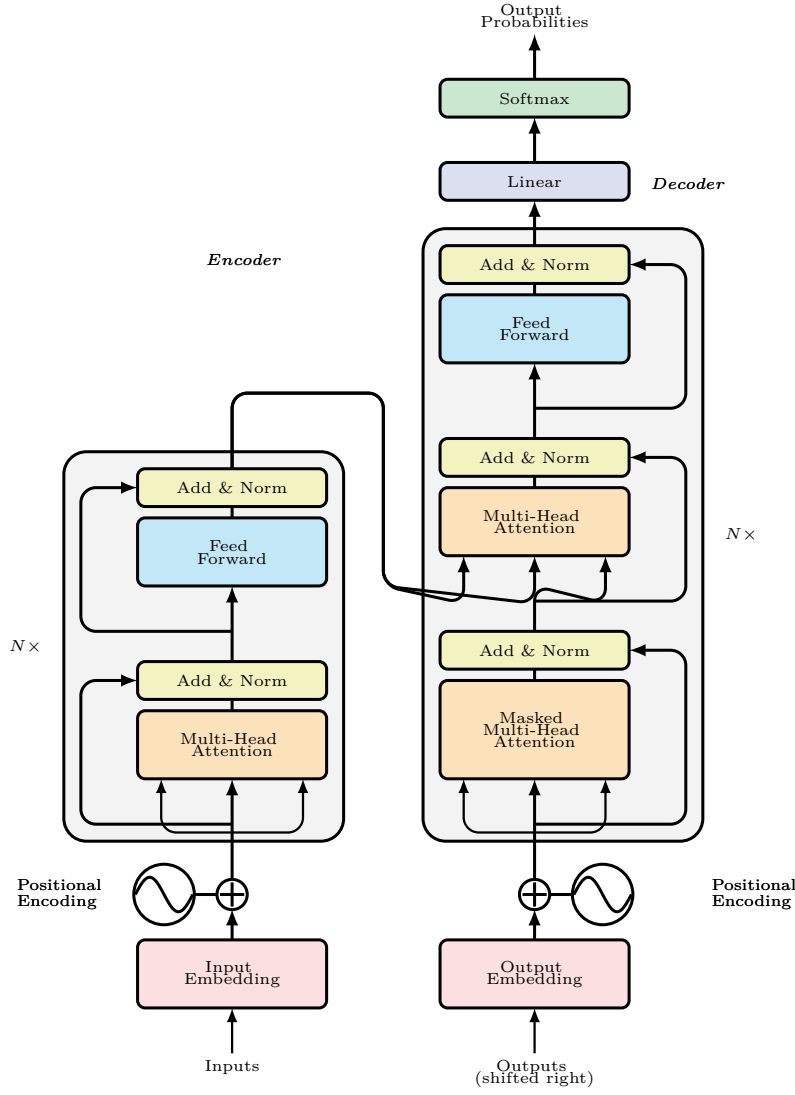 Output
Probabilities
Softmax
Linear
Decoder
Add & Norm
Encoder
Feed
Forward
Add & Norm
Multi-Head
Attention
N×
Add & Norm
Masked
Multi-Head
Attention
Add & Norm
Feed
Forward
N×
Add & Norm
Multi-Head
Attention
Positional
Encoding
Positional
Encoding
Input
Embedding
Output
Embedding
Inputs
Outputs
(shifted right)